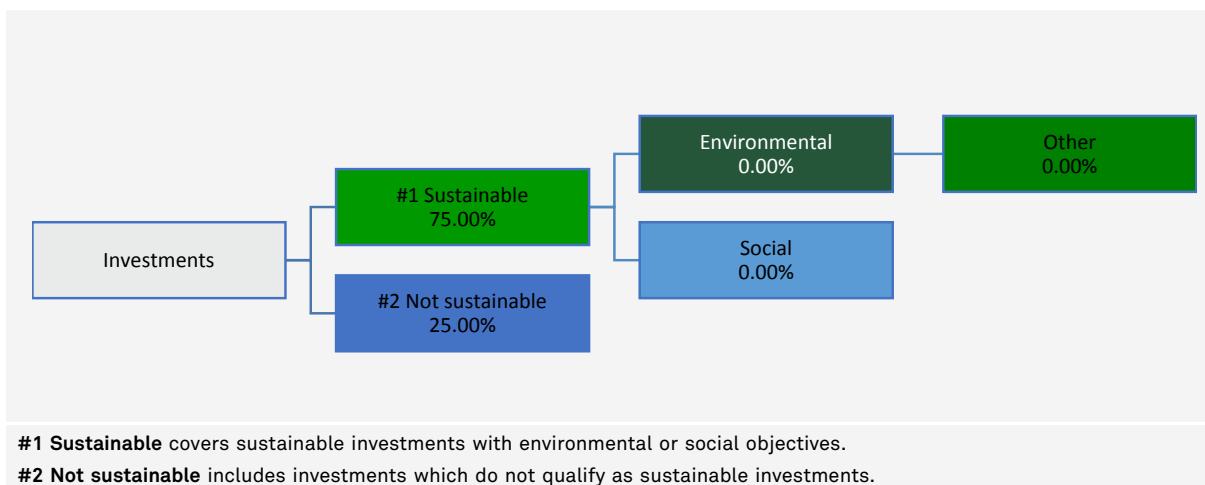 Environmental
0.00%
Other
0.00%
#1 Sustainable
75.00%
Social
0.00%
Investments
#2 Not sustainable
25.00%
#1 Sustainable covers sustainable investments with environmental or social objectives.
#2 Not sustainable includes investments which do not qualify as sustainable investments.